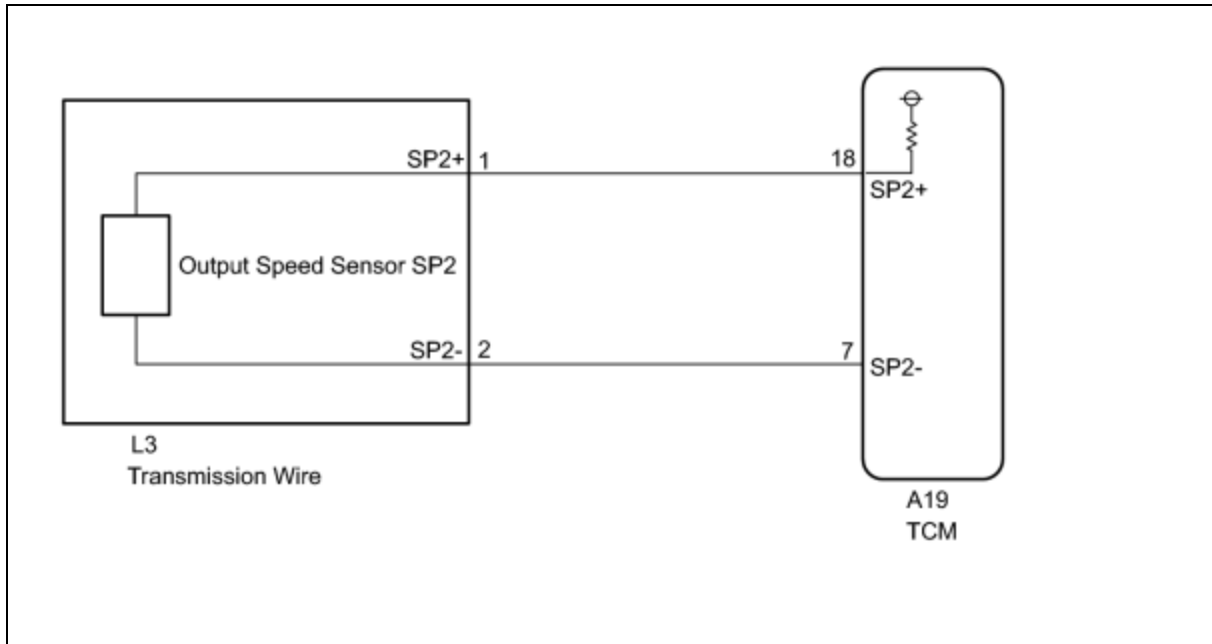 SP2+ 1
18
SP2+
Output Speed Sensor SP2
SP2- 2
7
SP2-
L3
Transmission Wire
A19
TCM